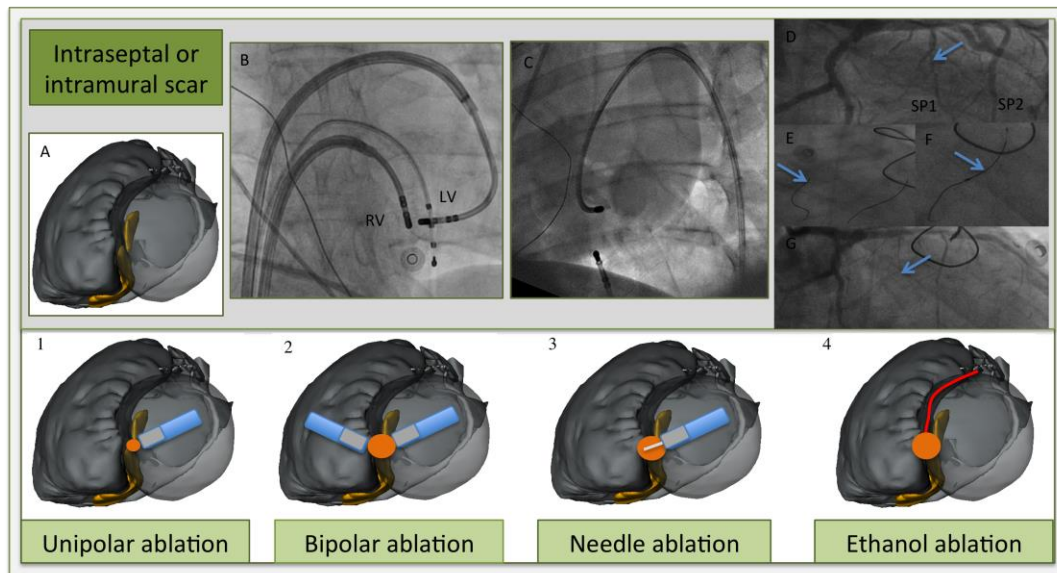 Intraseptal or
intramural scar
A
B
RV
LV
C
D
SP1
SP2
E
F
G
1
2
3
4
Unipolar ablation
Bipolar ablation
Needle ablation
Ethanol ablation